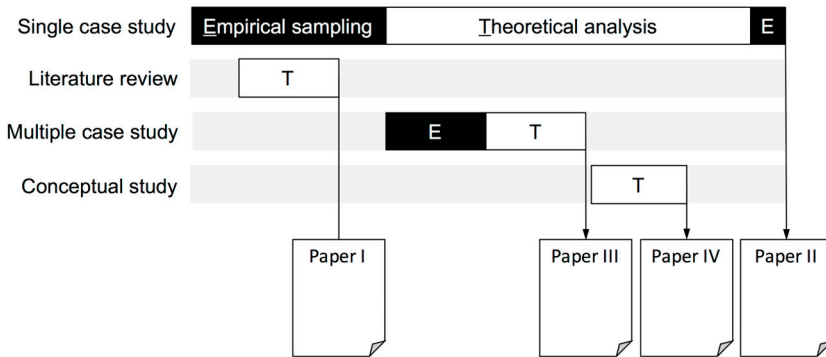 Single case study
Empirical sampling
Theoretical analysis
E
Literature review
T
Multiple case study
E
T
Conceptual study
T
Paper I
Paper III
Paper IV
Paper II